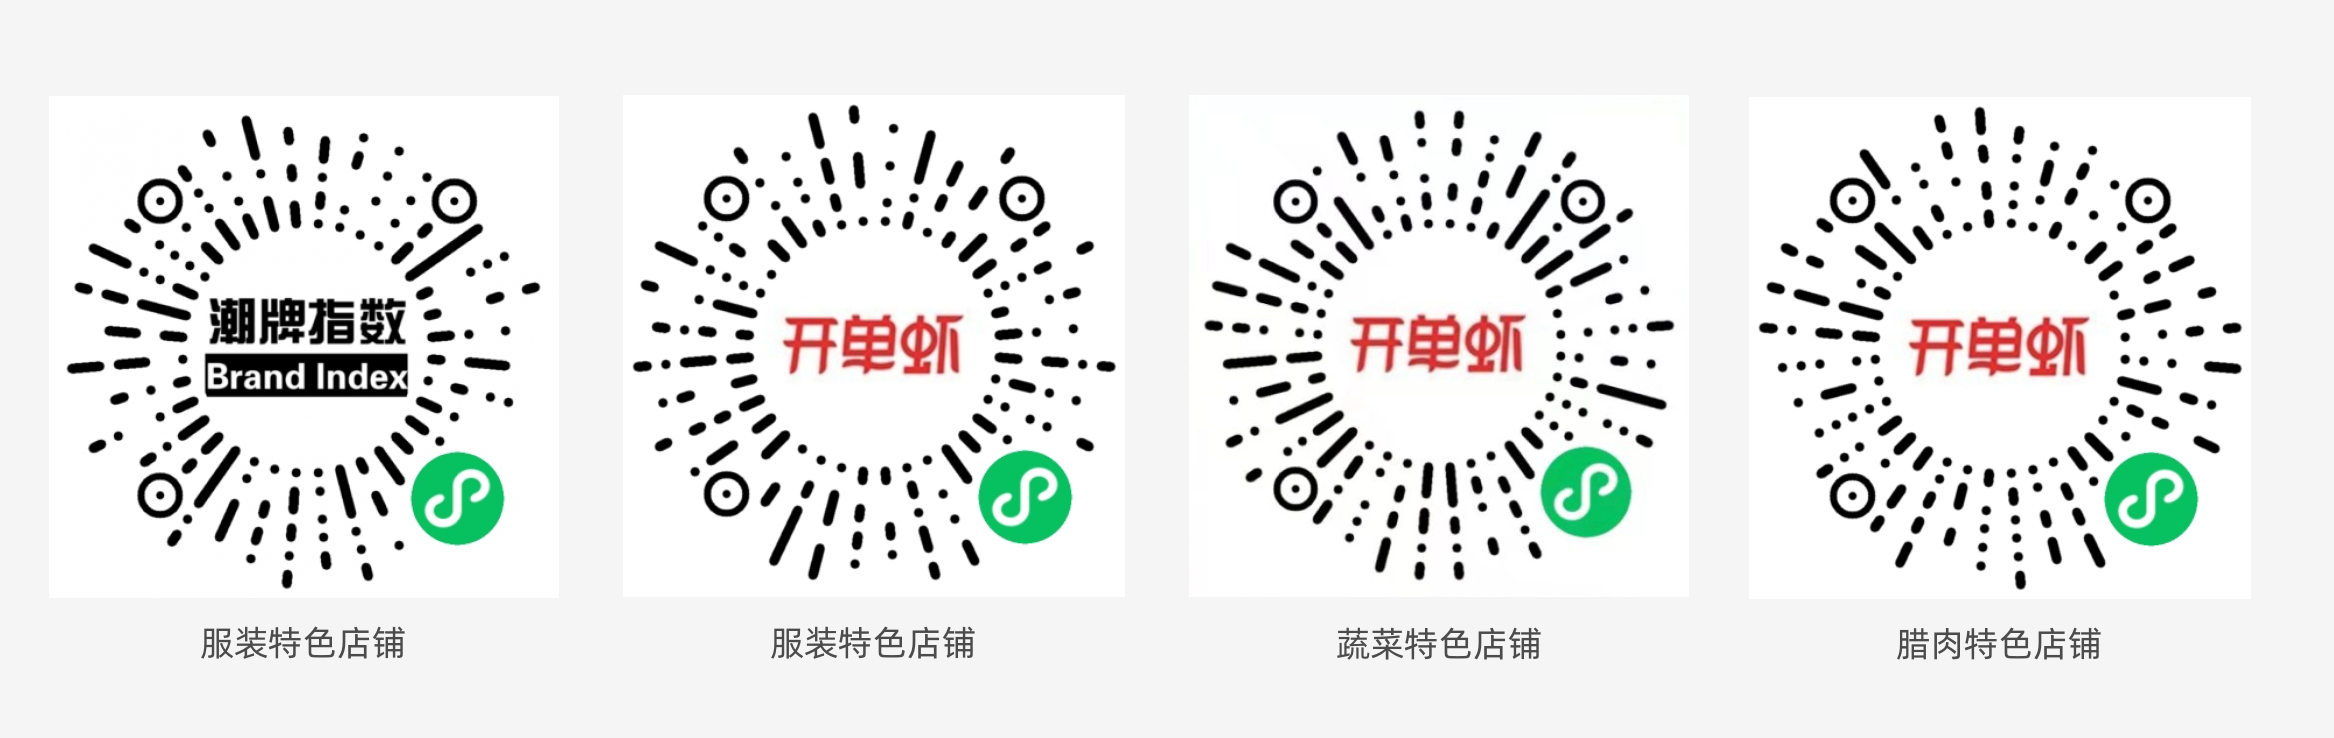 潮牌指数
Brand Index
服装特色店铺
开单虾
服装特色店铺
开单虾
蔬菜特色店铺
开单虾
腊肉特色店铺